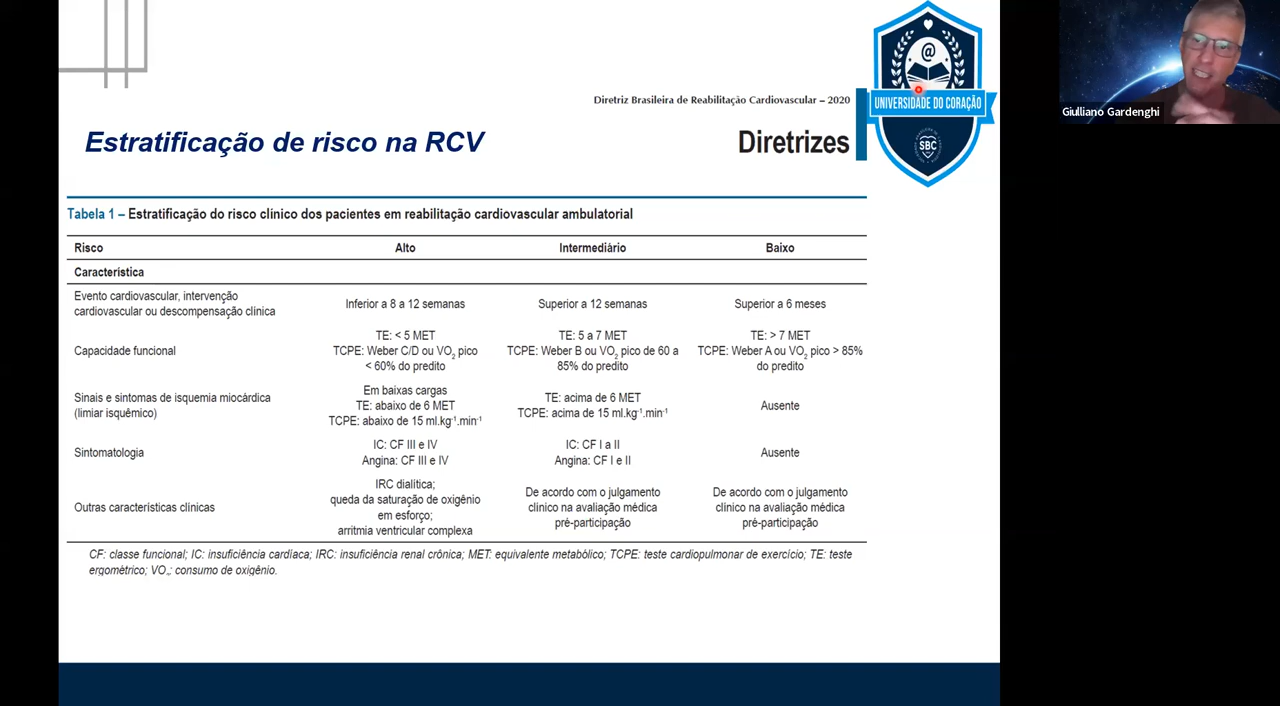 Diretriz Brasileira de Reabilitação Cardiovascular – 2020
Estratificação de risco na RCV
Diretrizes
@
UNIVERSIDADE DO CORAÇÃO
SBC
Giulliano Gardenghi
Tabela 1 – Estratificação do risco clínico dos pacientes em reabilitação cardiovascular ambulatorial
Risco Alto Intermediário Baixo
Característica
Evento cardiovascular, intervenção
cardiovascular ou descompensação clínica
Inferior a 8 a 12 semanas
Superior a 12 semanas
Superior a 6 meses
Capacidade funcional
TE: < 5 MET
TCPE: Weber C/D ou VO2 pico
< 60% do predito
TE: 5 a 7 MET
TCPE: Weber B ou VO2 pico de 60 a
85% do predito
TE: > 7 MET
TCPE: Weber A ou VO2 pico > 85%
do predito
Sinais e sintomas de isquemia miocárdica
(limiar isquêmico)
Em baixas cargas
TE: abaixo de 6 MET
TCPE: abaixo de 15 ml.kg-1.min-1
TE: acima de 6 MET
TCPE: acima de 15 ml.kg-1.min-1
Ausente
Sintomatologia
IC: CF III e IV
Angina: CF III e IV
IC: CF I a II
Angina: CF I e II
Ausente
Outras características clínicas
IRC dialítica;
queda da saturação de oxigênio
em esforço;
arritmia ventricular complexa
De acordo com o julgamento
clínico na avaliação médica
pré-participação
De acordo com o julgamento
clínico na avaliação médica
pré-participação
CF: classe funcional; IC: insuficiência cardíaca; IRC: insuficiência renal crônica; MET: equivalente metabólico; TCPE: teste cardiopulmonar de exercício; TE: teste
ergométrico; VO2: consumo de oxigênio.